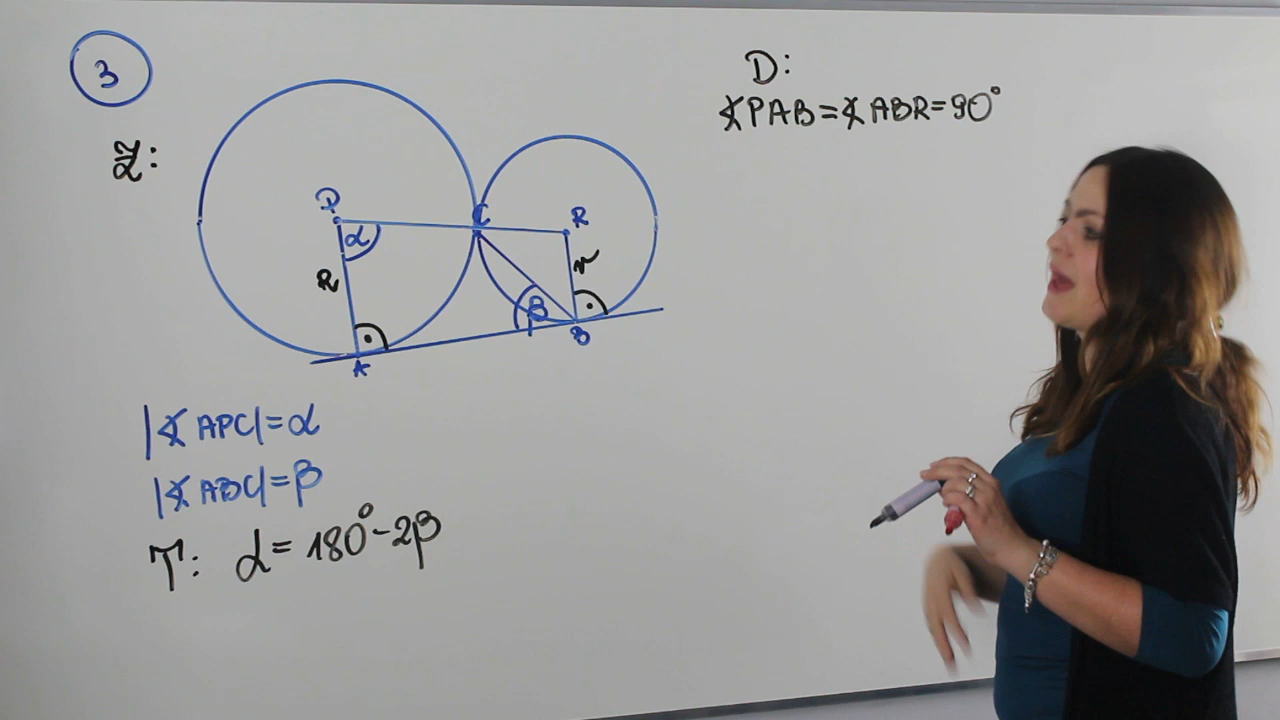 3
Z:
P
C
R
α
R
r
β
A
B
|∢APC|=α
|∢ABC|=β
T: α=180°-2β
D:
∢PAB=∢ABR=90°